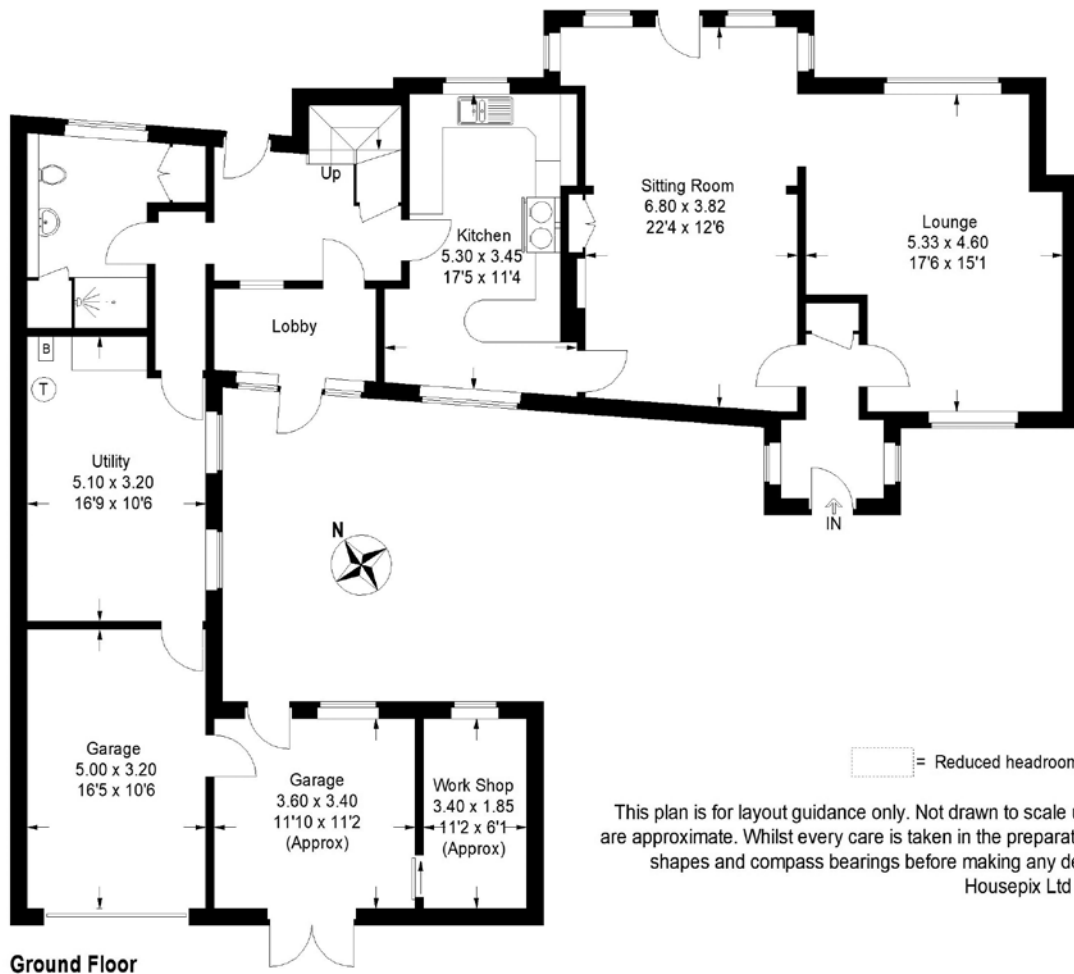 Up
Kitchen
5.30 x 3.45
17'5 x 11'4
Sitting Room
6.80 x 3.82
22'4 x 12'6
Lounge
5.33 x 4.60
17'6 x 15'1
Lobby
B
T
Utility
5.10 x 3.20
16'9 x 10'6
IN
N
Garage
5.00 x 3.20
16'5 x 10'6
Garage
3.60 x 3.40
11'10 x 11'2
(Approx)
Work Shop
3.40 x 1.85
11'2 x 6'1
(Approx)
= Reduced headroom
This plan is for layout guidance only. Not drawn to scale
are approximate. Whilst every care is taken in the
shapes and compass bearings before making any
Housepix Ltd
Ground Floor